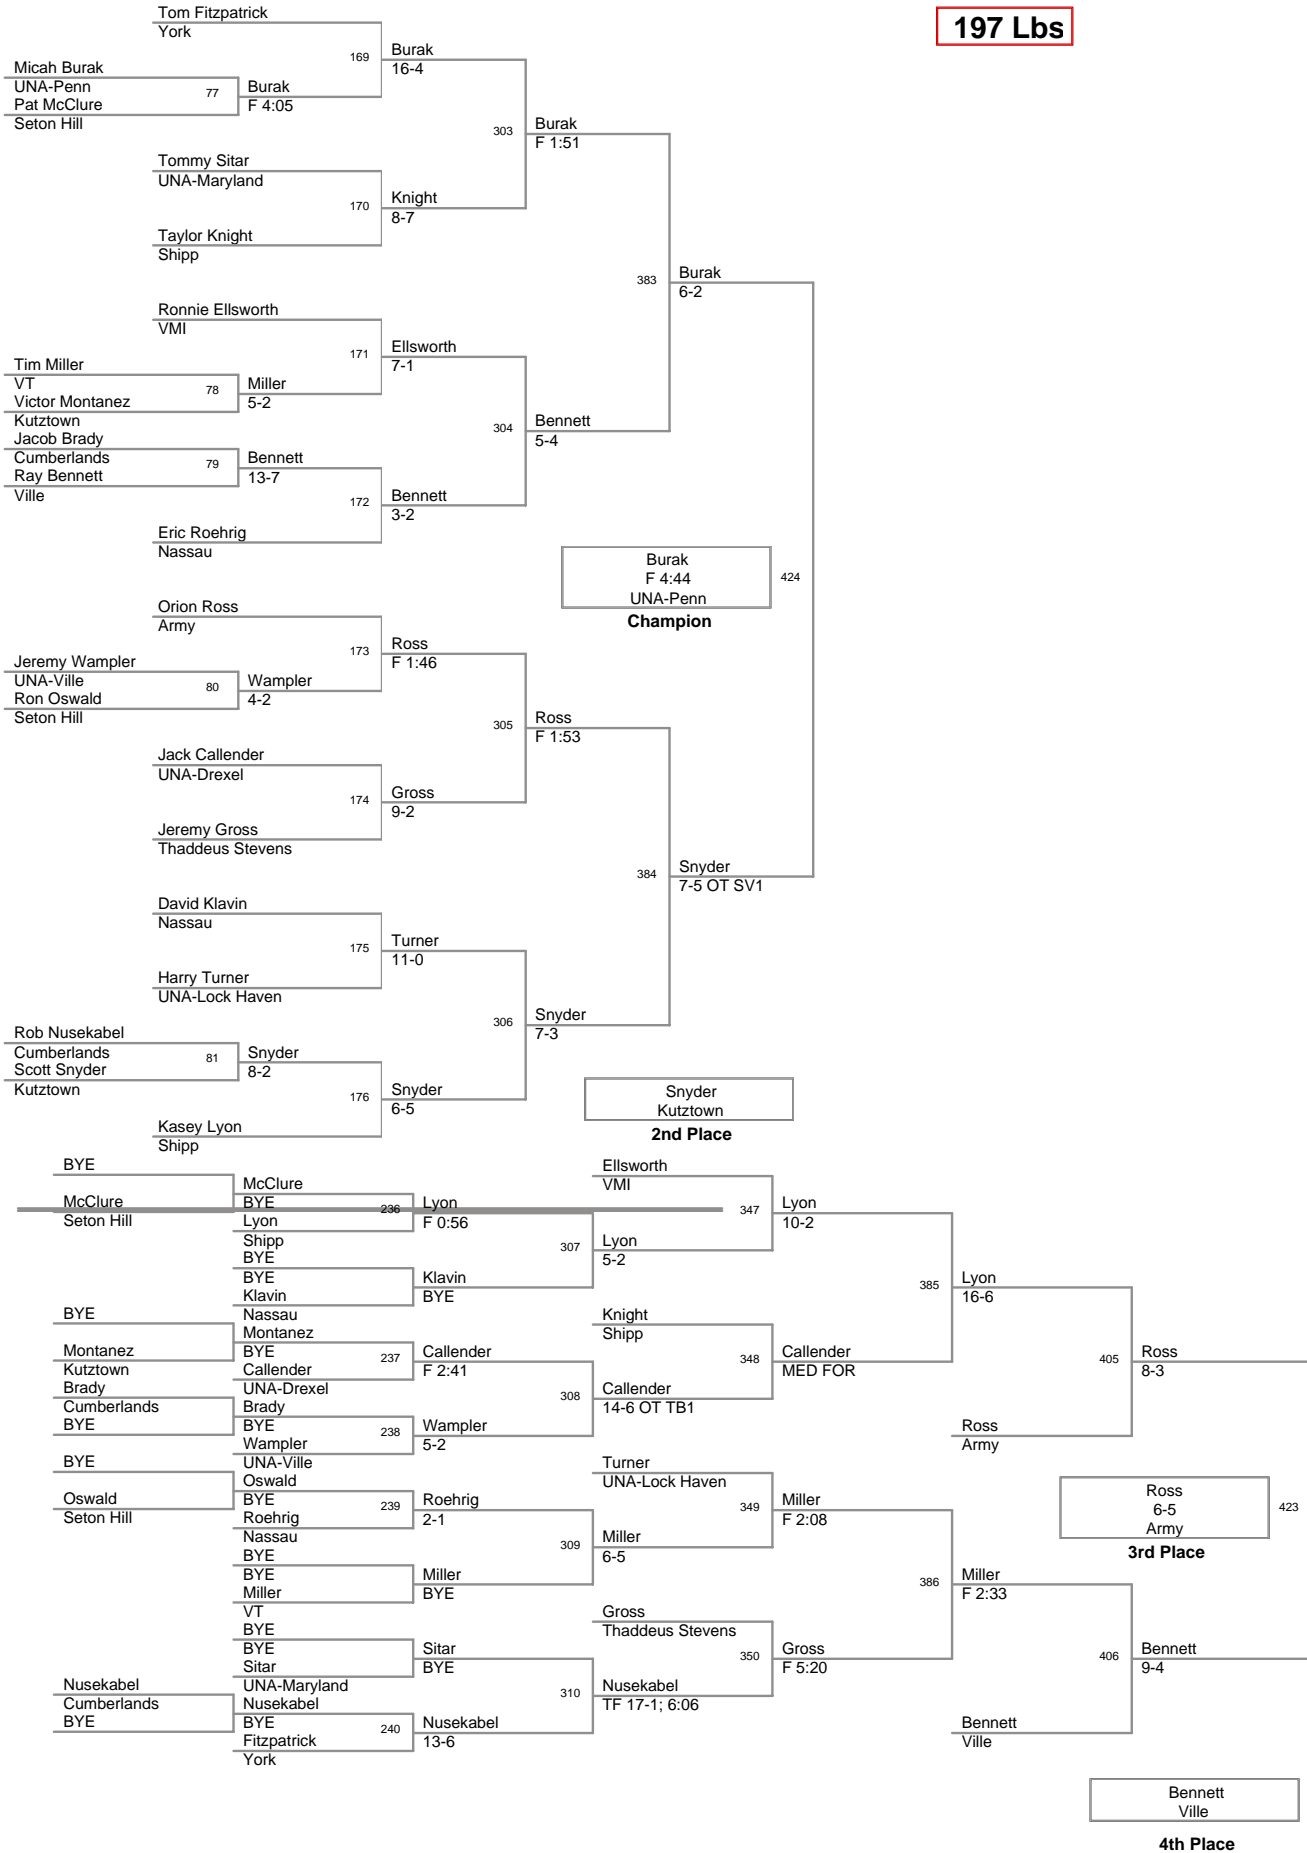 197 Lbs
Tom Fitzpatrick
York
169
Burak
16-4
Micah Burak
UNA-Penn
77
Burak
F 4:05
Pat McClure
Seton Hill
303
Burak
F 1:51
Tommy Sitar
UNA-Maryland
170
Knight
8-7
Taylor Knight
Shipp
383
Burak
6-2
Ronnie Ellsworth
VMI
171
Ellsworth
7-1
Tim Miller
VT
78
Miller
5-2
Victor Montanez
Kutztown
304
Bennett
5-4
Jacob Brady
Cumberlands
79
Bennett
13-7
Ray Bennett
Ville
172
Bennett
3-2
Eric Roehrig
Nassau
Burak
F 4:44
UNA-Penn
424
Champion
Orion Ross
Army
173
Ross
F 1:46
Jeremy Wampler
UNA-Ville
80
Wampler
4-2
Ron Oswald
Seton Hill
305
Ross
F 1:53
Jack Callender
UNA-Drexel
174
Gross
9-2
Jeremy Gross
Thaddeus Stevens
384
Snyder
7-5 OT SV1
David Klavin
Nassau
175
Turner
11-0
Harry Turner
UNA-Lock Haven
306
Snyder
7-3
Rob Nusekabel
Cumberlands
81
Snyder
8-2
Scott Snyder
Kutztown
176
Snyder
6-5
Kasey Lyon
Shipp
Snyder
Kutztown
2nd Place
BYE
McClure
Seton Hill
McClure
BYE
236
Lyon
F 0:56
Lyon
Shipp
BYE
BYE
Klavin
BYE
Klavin
Nassau
307
Lyon
5-2
Ellsworth
VMI
347
Lyon
10-2
385
Lyon
16-6
BYE
Montanez
Kutztown
Montanez
BYE
237
Callender
F 2:41
Callender
UNA-Drexel
Brady
Cumberlands
BYE
Brady
BYE
238
Wampler
5-2
Wampler
UNA-Ville
308
Callender
14-6 OT TB1
Knight
Shipp
348
Callender
MED FOR
405
Ross
8-3
Ross
Army
BYE
Oswald
Seton Hill
Oswald
BYE
239
Roehrig
2-1
Roehrig
Nassau
BYE
BYE
Miller
BYE
Miller
VT
309
Miller
6-5
Turner
UNA-Lock Haven
349
Miller
F 2:08
Ross
6-5
Army
423
3rd Place
386
Miller
F 2:33
BYE
BYE
Sitar
BYE
Sitar
UNA-Maryland
Nusekabel
Cumberlands
BYE
Nusekabel
BYE
240
Nusekabel
13-6
Fitzpatrick
York
310
Nusekabel
TF 17-1; 6:06
Gross
Thaddeus Stevens
350
Gross
F 5:20
406
Bennett
9-4
Bennett
Ville
Bennett
Ville
4th Place